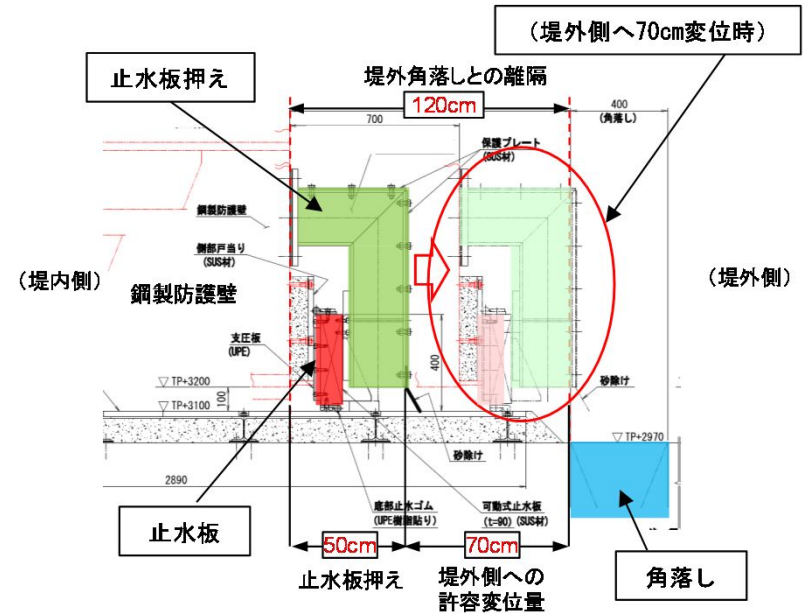 (堤外側へ70cm変位時)
止水板押え
堤外角落しとの離隔
120cm
400
(角落し)
700
保護プレート
(SUS材)
鋼製防護壁
側部戸当り
(SUS材)
(堤内側)
鋼製防護壁
(堤外側)
支圧板
(UPE)
400
砂除け
▽TP+3200
100
▽TP+3100
▽TP+2970
砂除け
2890
底部止水ゴム
(UPE樹脂貼り)
可動式止水板
(t=90)(SUS材)
止水板
50cm
70cm
止水板押え
堤外側への
許容変位量
角落し